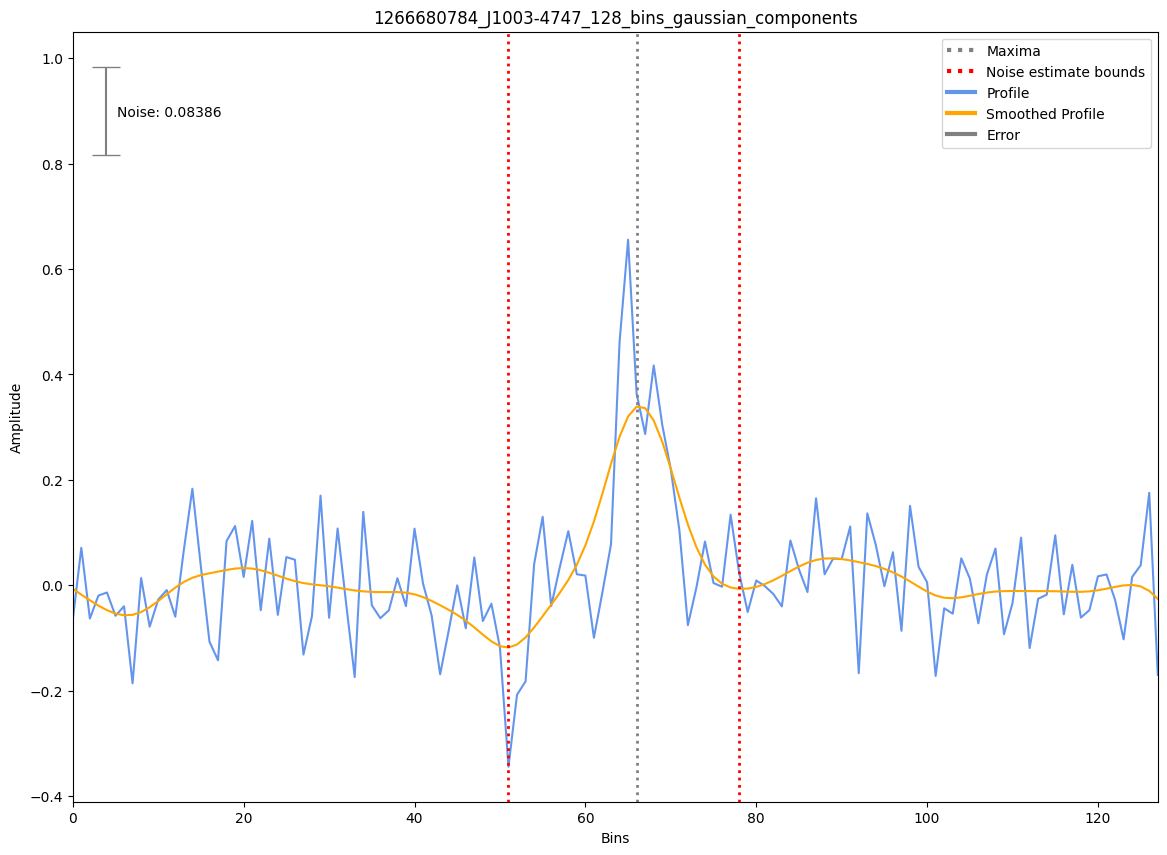 1266680784_J1003-4747_128_bins_gaussian_components
1.0
0.8
0.6
0.4
0.2
0.0
−0.2
−0.4
Amplitude
Noise: 0.08386
Maxima
Noise estimate bounds
Profile
Smoothed Profile
Error
0 20 40 60 80 100 120
Bins